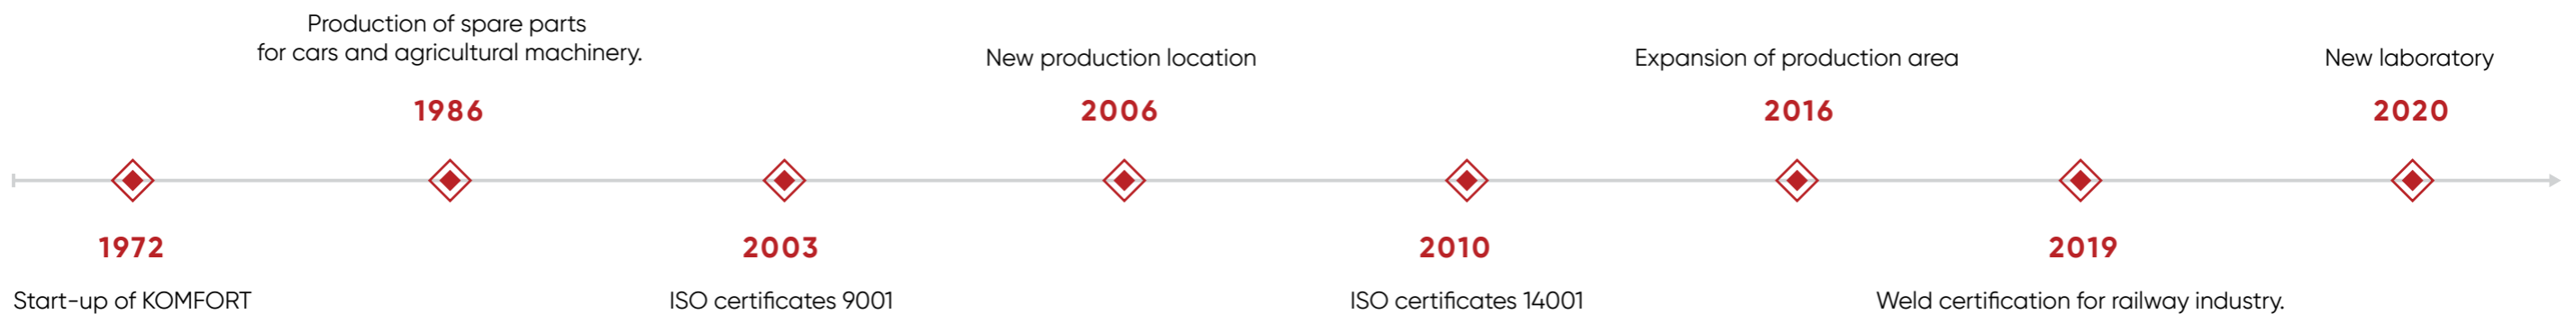 Production of spare parts
for cars and agricultural machinery.
1986
New production location
2006
Expansion of production area
2016
New laboratory
2020
1972
Start-up of KOMFORT
2003
ISO certificates 9001
2010
ISO certificates 14001
2019
Weld certification for railway industry.